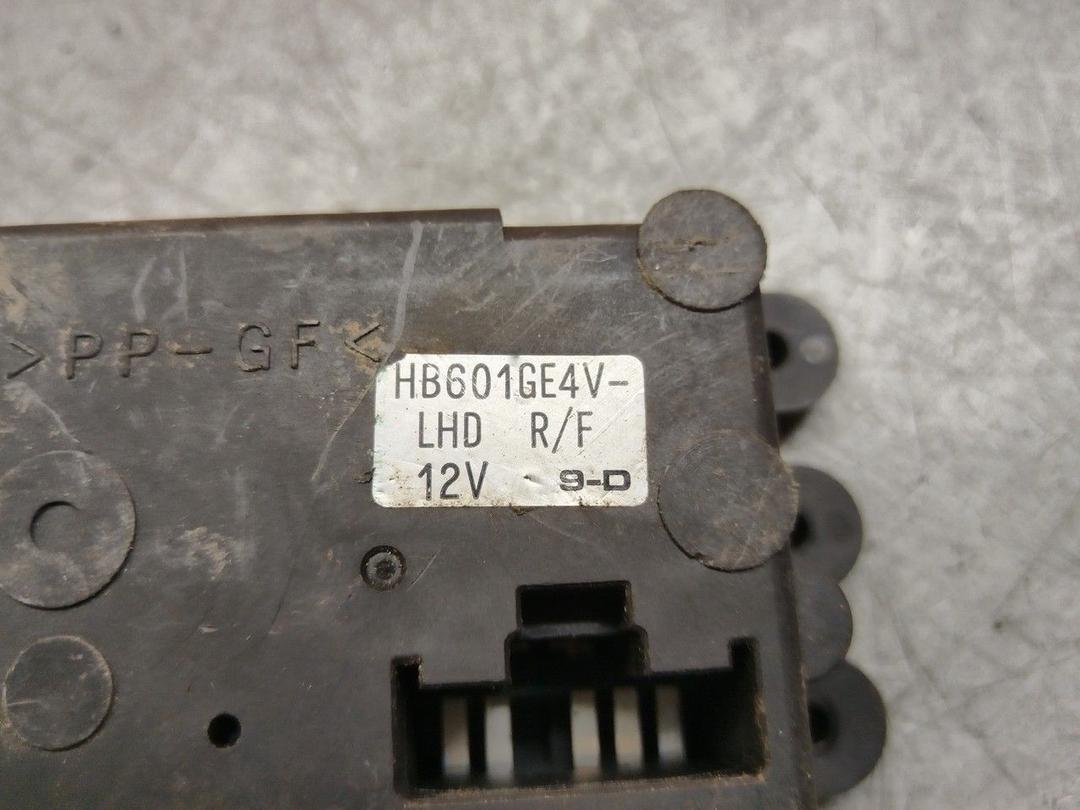 >PP-GF<
HB601GE4V-
LHD R/F
12V 9-D